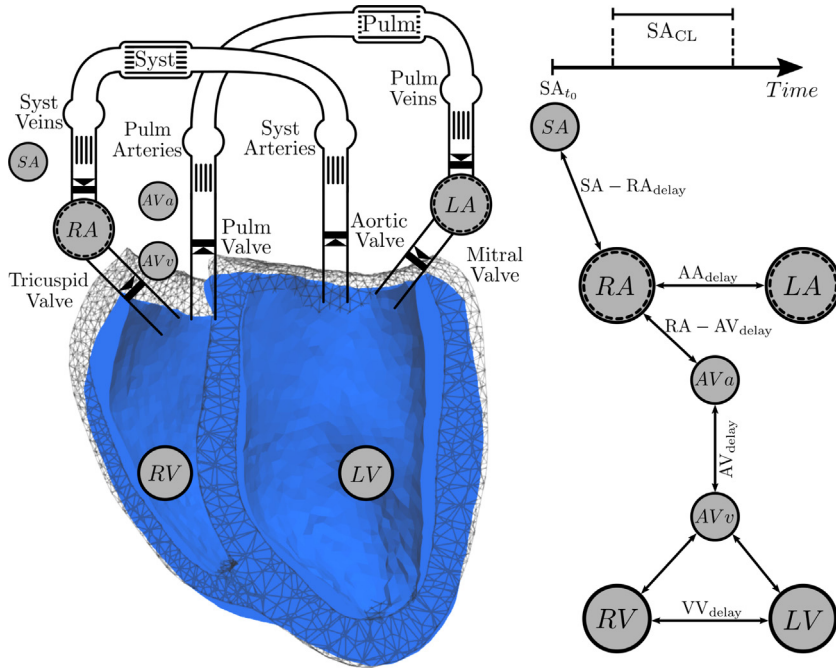 Syst
Pulm
Syst
Veins
Pulm
Arteries
Syst
Arteries
Pulm
Veins
SA
AVa
AVv
RA
LA
Tricuspid
Valve
Pulm
Valve
Aortic
Valve
Mitral
Valve
RV
LV
SA_CL
SA_t0
Time
SA
SA − RA_delay
RA
AA_delay
LA
RA − AV_delay
AVa
AV_delay
AVv
RV
VV_delay
LV